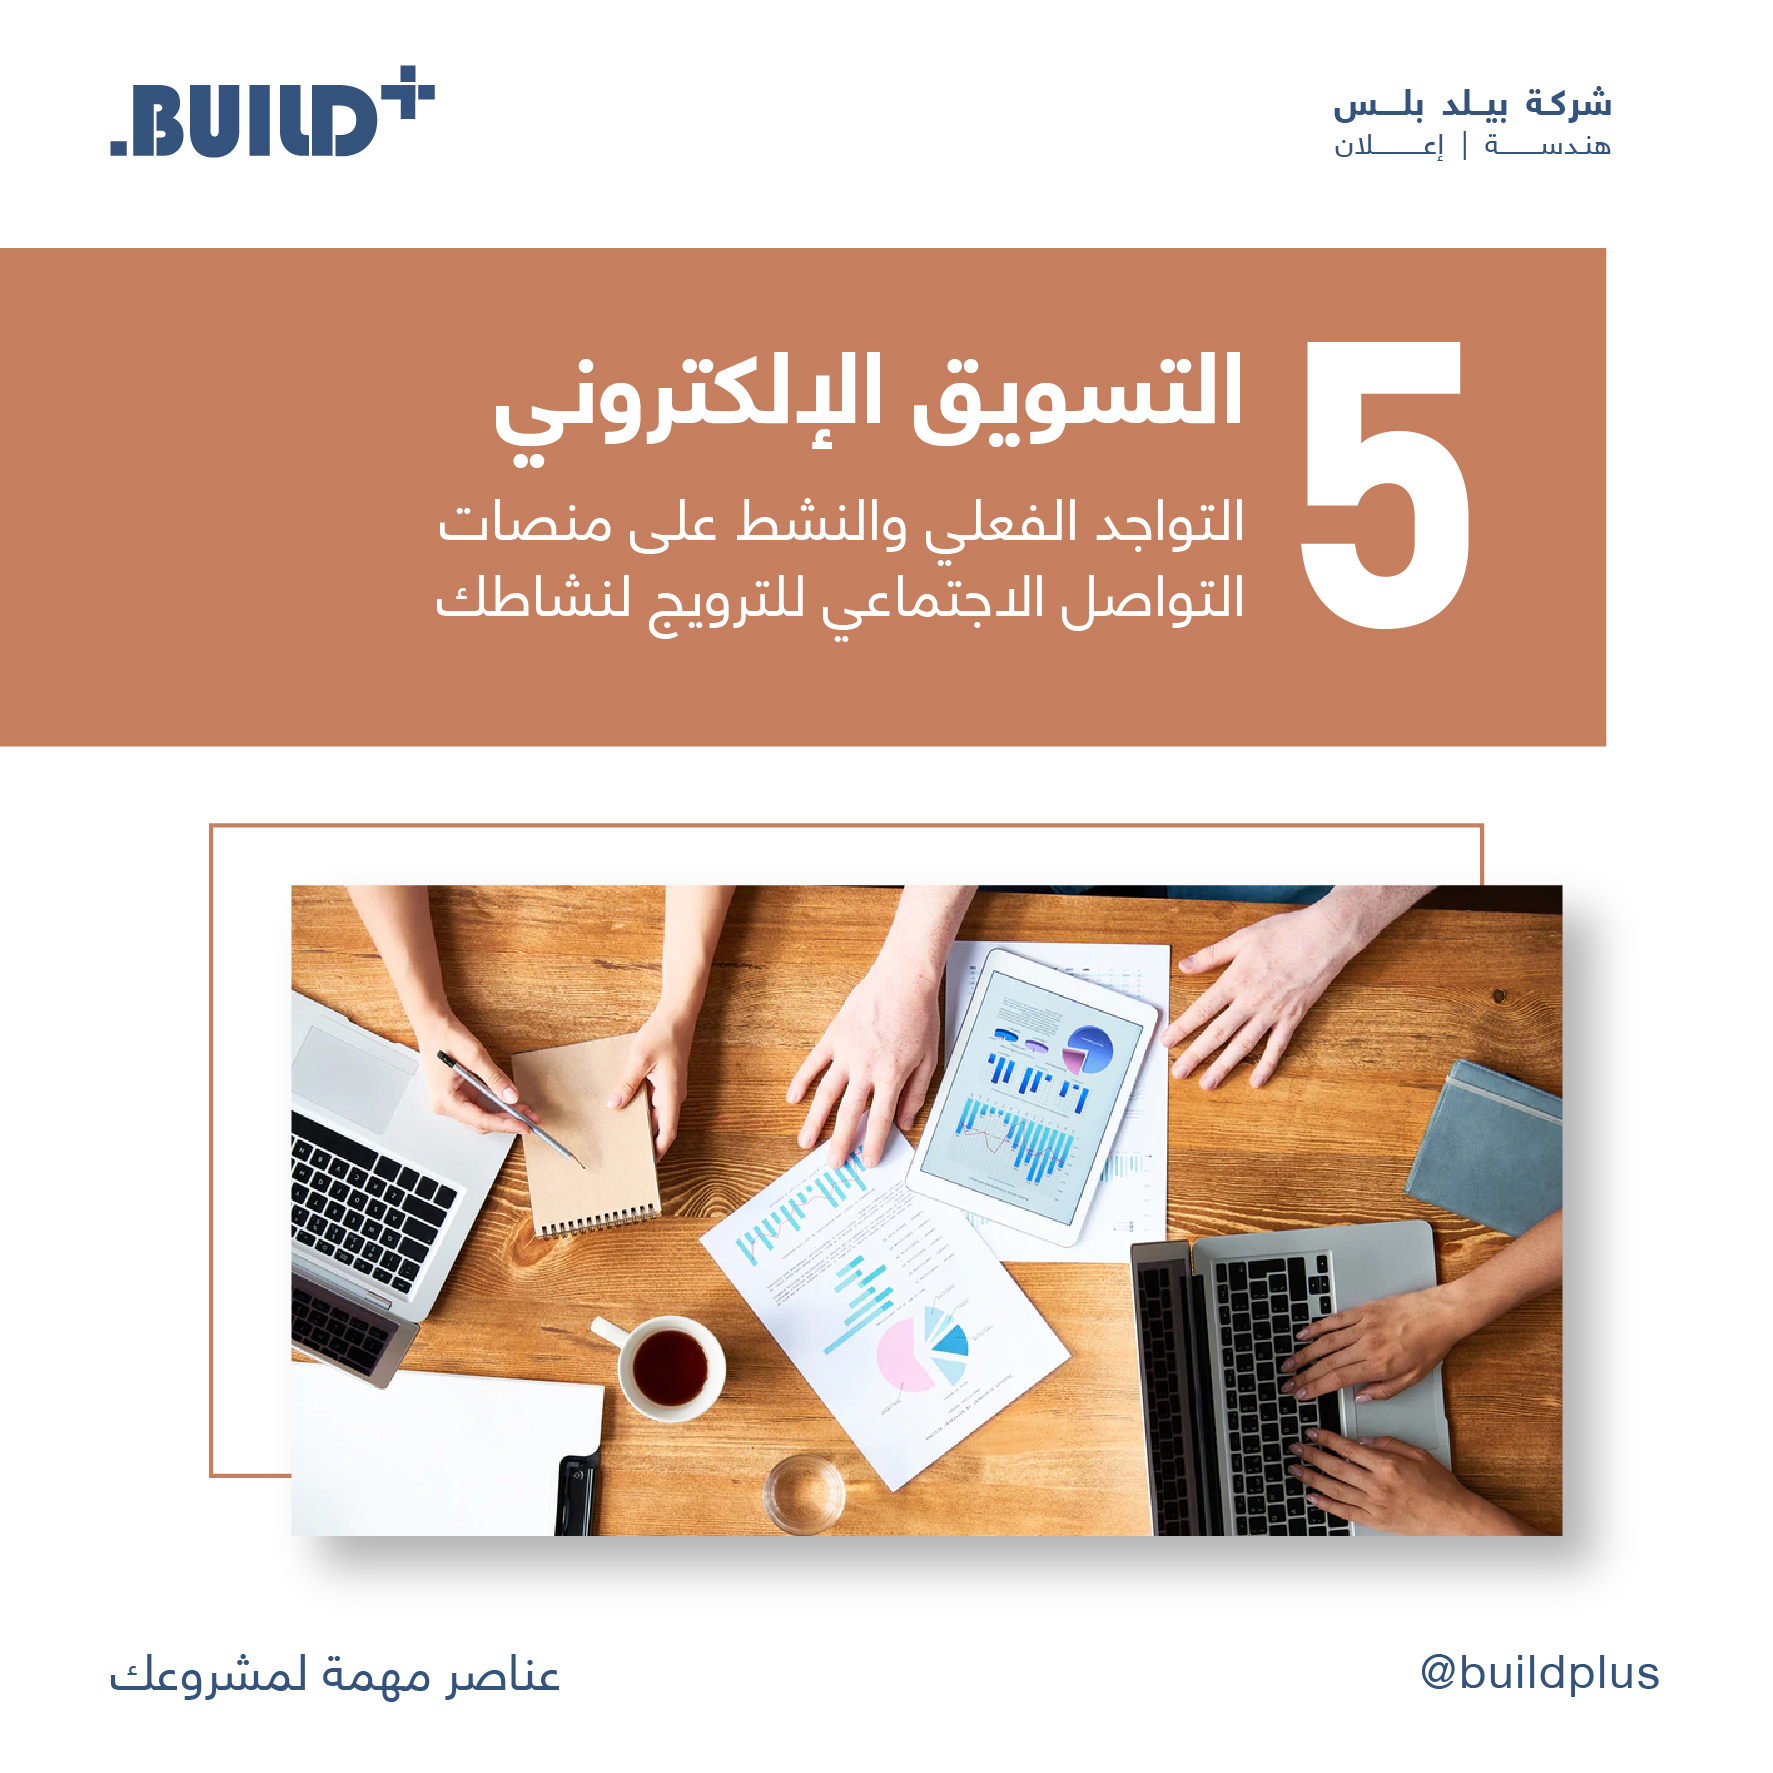 .BUILD+
شركة بيلد بلس
هندسة | إعلان
5
التسويق الإلكتروني
التواجد الفعلي والنشط على منصات
التواصل الاجتماعي للترويج لنشاطك
عناصر مهمة لمشروعك
@buildplus